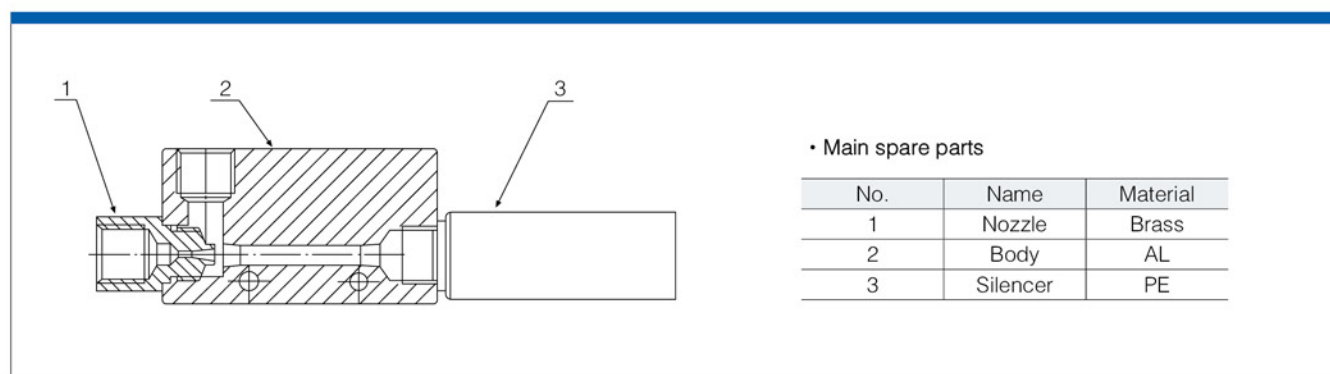 1
2
3
• Main spare parts
No. Name Material
1 Nozzle Brass
2 Body AL
3 Silencer PE